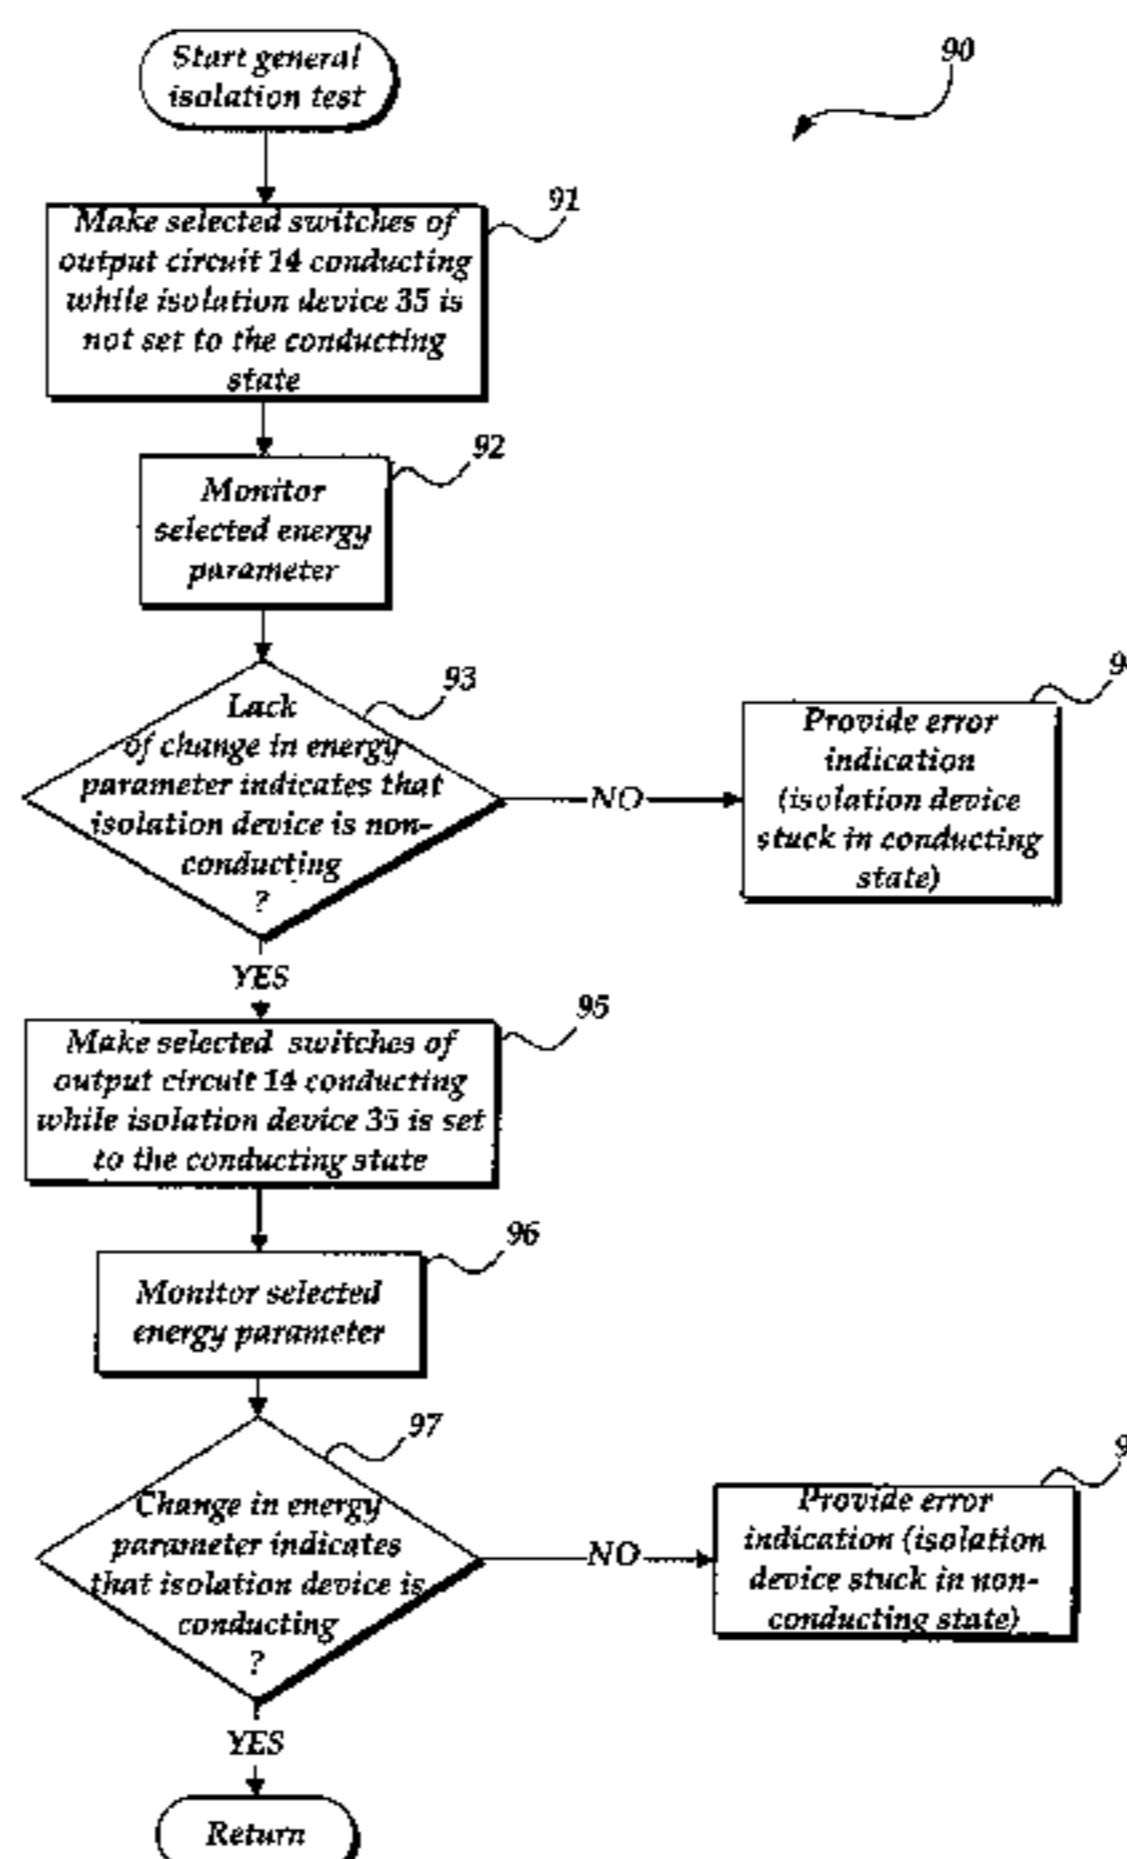 Start general
isolation test
90
91
Make selected switches of
output circuit 14 conducting
while isolation device 35 is
not set to the conducting
state
92
Monitor
selected energy
parameter
93
Lack
of change in energy
parameter indicates that
isolation device is non-
conducting
?
NO
9
Provide error
indication
(isolation device
stuck in conducting
state)
YES
95
Make selected switches of
output circuit 14 conducting
while isolation device 35 is set
to the conducting state
96
Monitor selected
energy parameter
97
Change in energy
parameter indicates
that isolation device is
conducting
?
NO
9
Provide error
indication (isolation
device stuck in non-
conducting state)
YES
Return